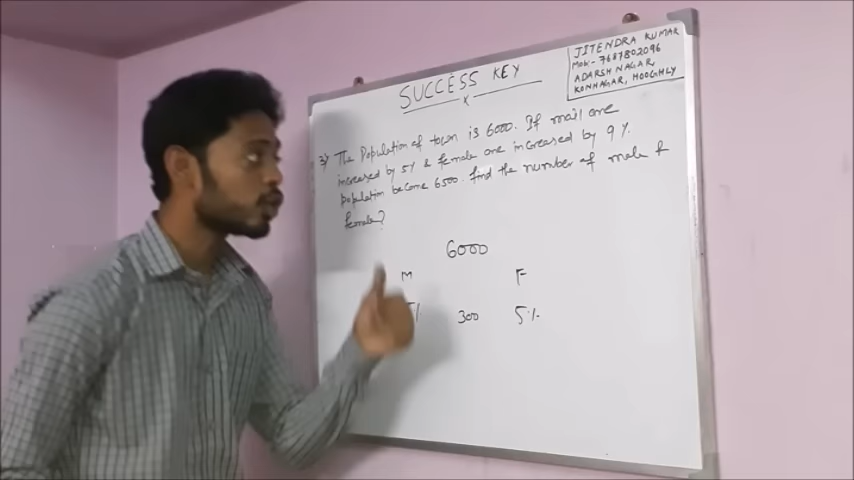 SUCCESS KEY
x
JITENDRA KUMAR
MOB- 7687802096
ADARSH NAGAR,
KONNAGAR, HOOGHLY
3) The Population of town is 6000. If mail are
increased by 5% & female are increased by 9%.
population become 6500. find the number of male &
female?
6000
M F
300 5%